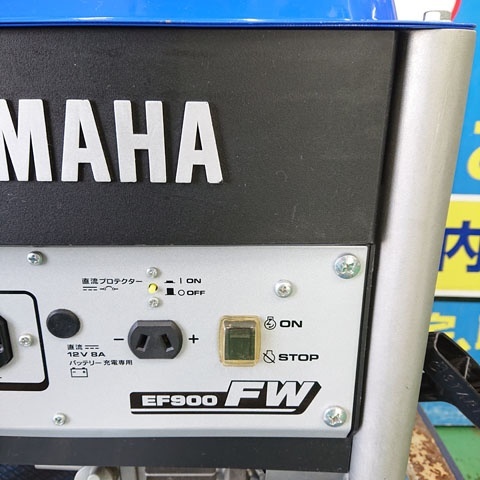 MAHA
直流プロテクター
ON
OFF
直流
12V 8A
バッテリー充電専用
- +
ON
STOP
EF900 FW
内